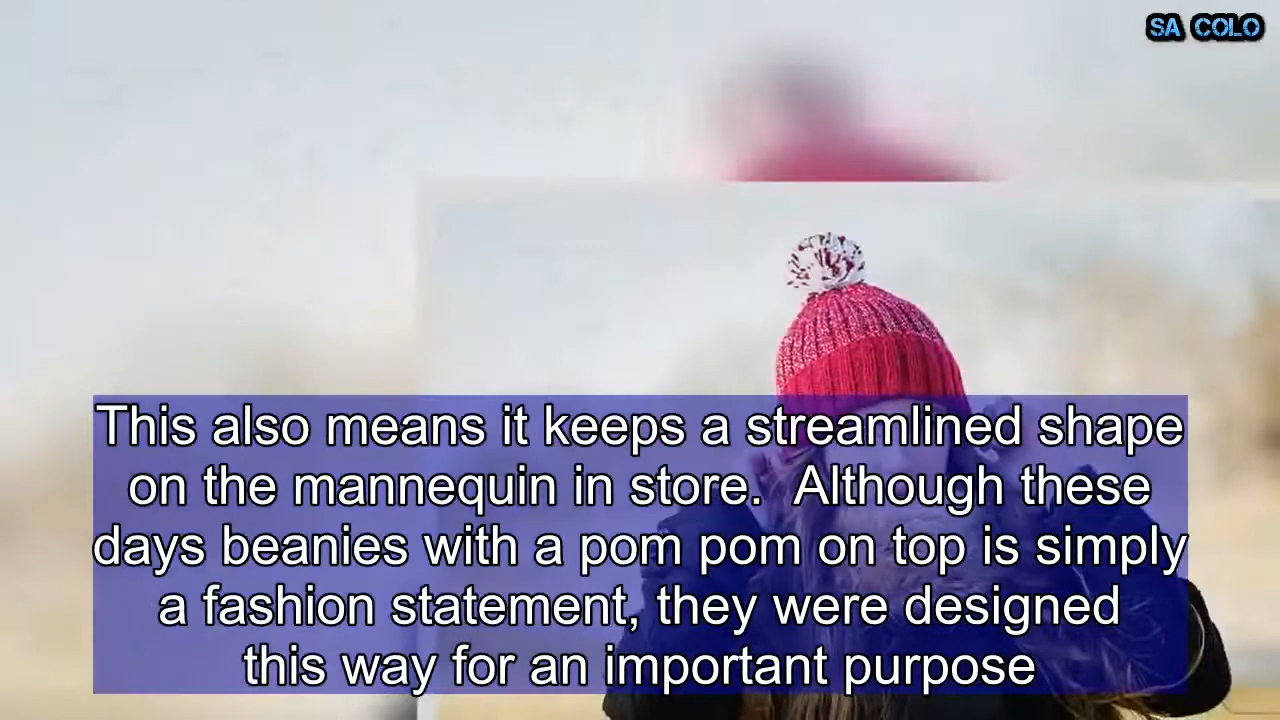 SA COLO
This also means it keeps a streamlined shape
on the mannequin in store.  Although these
days beanies with a pom pom on top is simply
a fashion statement, they were designed
this way for an important purpose